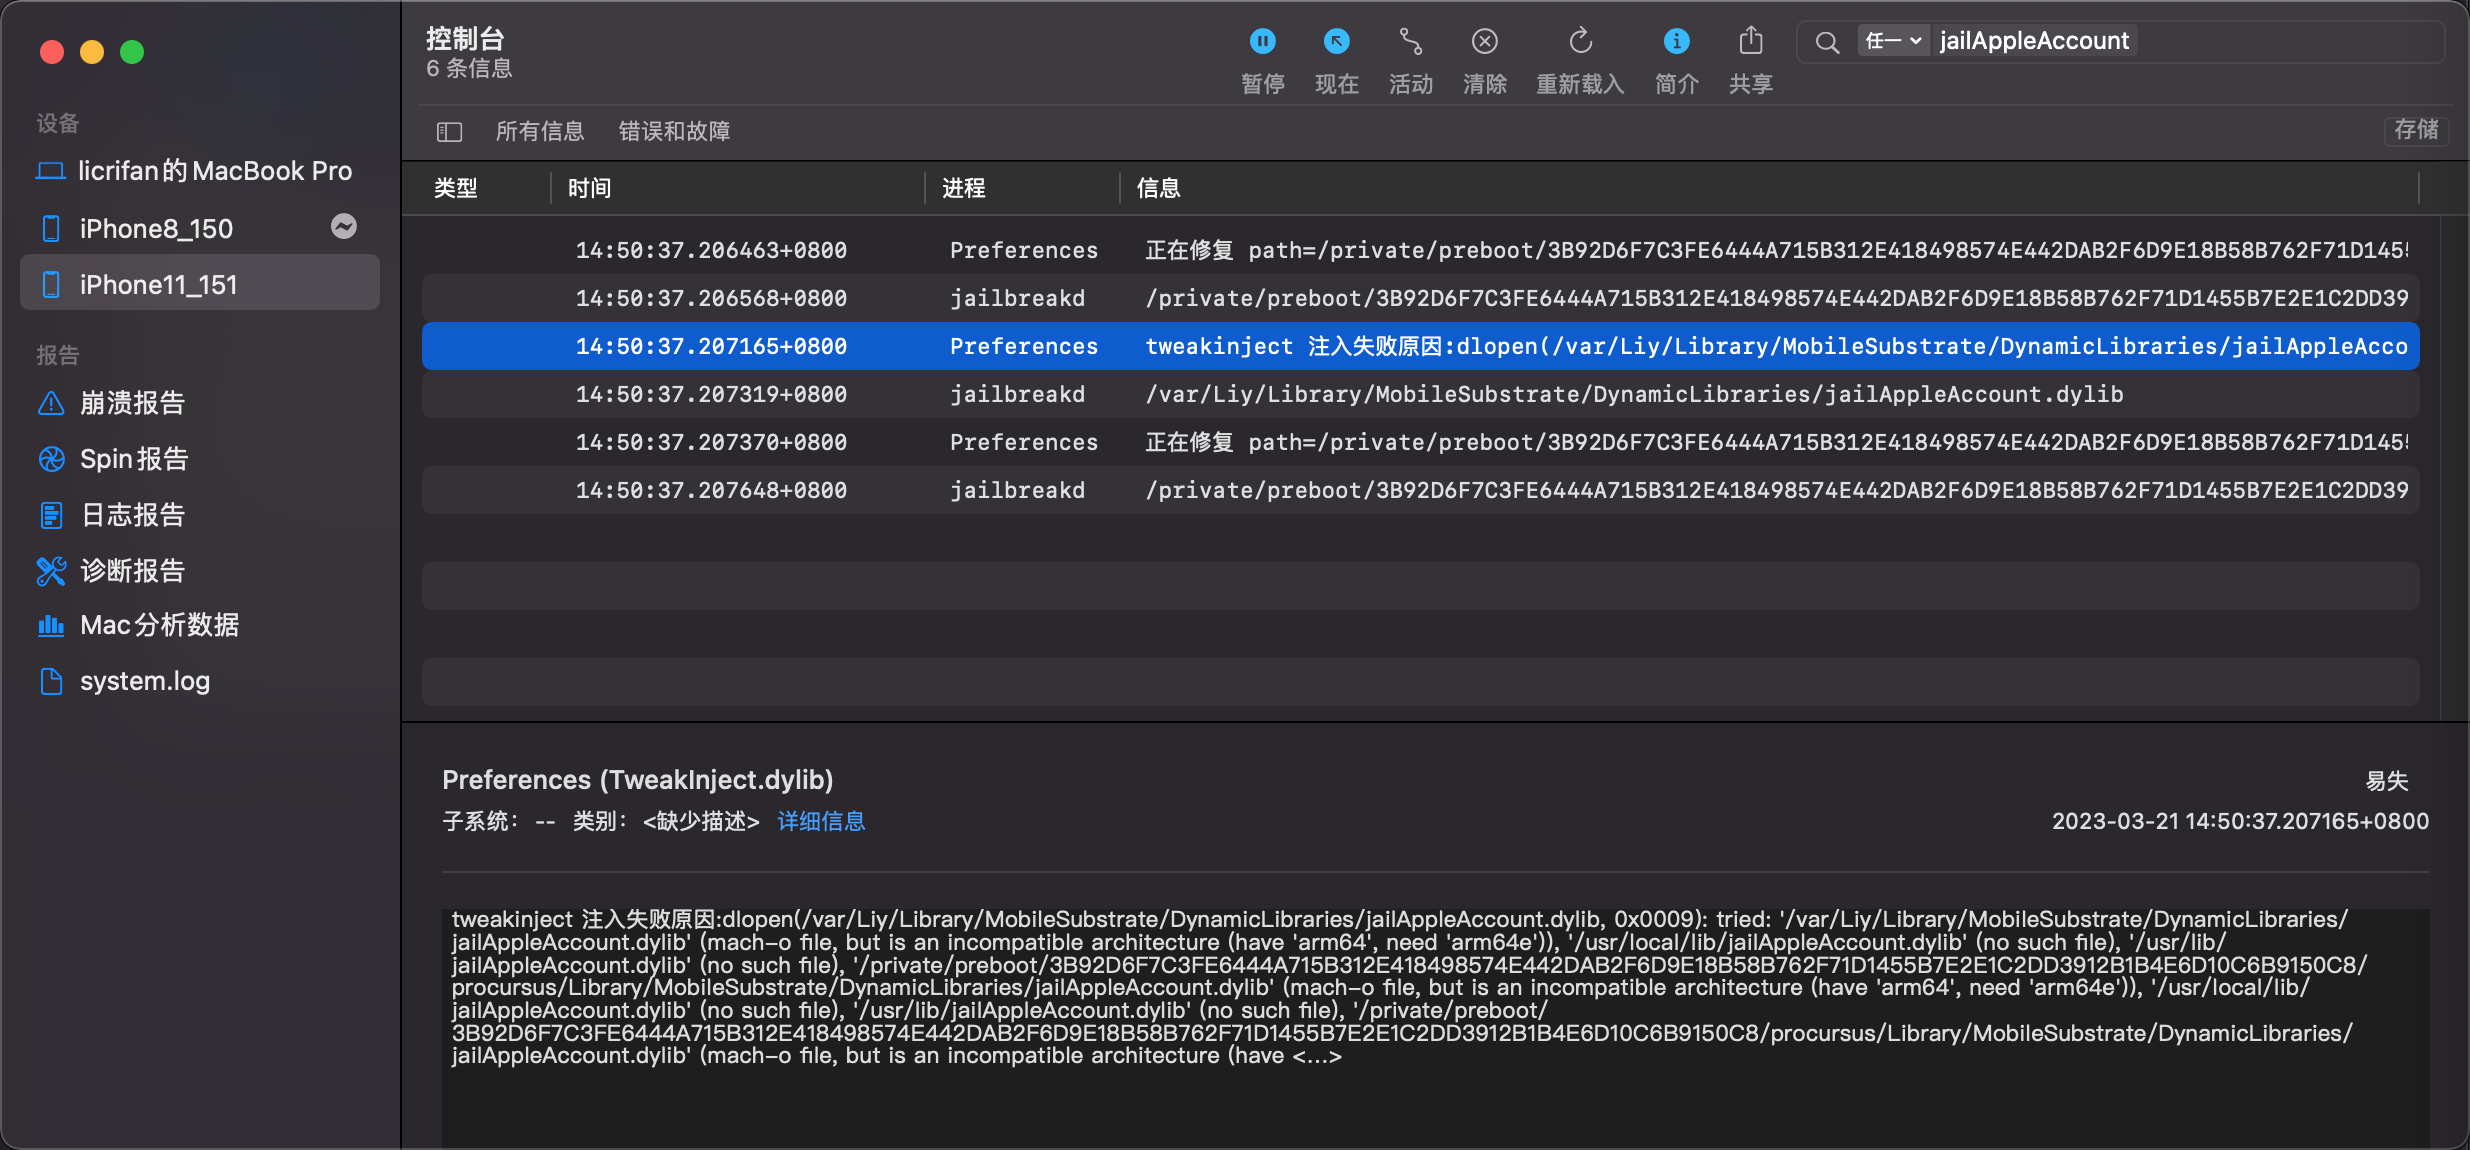 设备
licrifan的MacBook Pro
iPhone8_150
iPhone11_151
报告
崩溃报告
Spin报告
日志报告
诊断报告
Mac分析数据
system.log
控制台
6 条信息
暂停
现在
活动
清除
重新载入
简介
共享
任一
jailAppleAccount
所有信息
错误和故障
存储
类型 时间 进程 信息
14:50:37.206463+0800 Preferences 正在修复 path=/private/preboot/3B92D6F7C3FE6444A715B312E418498574E442DAB2F6D9E18B58B762F71D1455
14:50:37.206568+0800 jailbreakd /private/preboot/3B92D6F7C3FE6444A715B312E418498574E442DAB2F6D9E18B58B762F71D1455B7E2E1C2DD39
14:50:37.207165+0800 Preferences tweakinject 注入失败原因:dlopen(/var/Liy/Library/MobileSubstrate/DynamicLibraries/jailAppleAcco
14:50:37.207319+0800 jailbreakd /var/Liy/Library/MobileSubstrate/DynamicLibraries/jailAppleAccount.dylib
14:50:37.207370+0800 Preferences 正在修复 path=/private/preboot/3B92D6F7C3FE6444A715B312E418498574E442DAB2F6D9E18B58B762F71D1455
14:50:37.207648+0800 jailbreakd /private/preboot/3B92D6F7C3FE6444A715B312E418498574E442DAB2F6D9E18B58B762F71D1455B7E2E1C2DD39
Preferences (TweakInject.dylib)
易失
子系统： -- 类别：<缺少描述> 详细信息
2023-03-21 14:50:37.207165+0800
tweakinject 注入失败原因:dlopen(/var/Liy/Library/MobileSubstrate/DynamicLibraries/jailAppleAccount.dylib, 0x0009): tried: '/var/Liy/Library/MobileSubstrate/DynamicLibraries/
jailAppleAccount.dylib' (mach-o file, but is an incompatible architecture (have 'arm64', need 'arm64e')), '/usr/local/lib/jailAppleAccount.dylib' (no such file), '/usr/lib/
jailAppleAccount.dylib' (no such file), '/private/preboot/3B92D6F7C3FE6444A715B312E418498574E442DAB2F6D9E18B58B762F71D1455B7E2E1C2DD3912B1B4E6D10C6B9150C8/
procursus/Library/MobileSubstrate/DynamicLibraries/jailAppleAccount.dylib' (mach-o file, but is an incompatible architecture (have 'arm64', need 'arm64e')), '/usr/local/lib/
jailAppleAccount.dylib' (no such file), '/usr/lib/jailAppleAccount.dylib' (no such file), '/private/preboot/
3B92D6F7C3FE6444A715B312E418498574E442DAB2F6D9E18B58B762F71D1455B7E2E1C2DD3912B1B4E6D10C6B9150C8/procursus/Library/MobileSubstrate/DynamicLibraries/
jailAppleAccount.dylib' (mach-o file, but is an incompatible architecture (have <…>